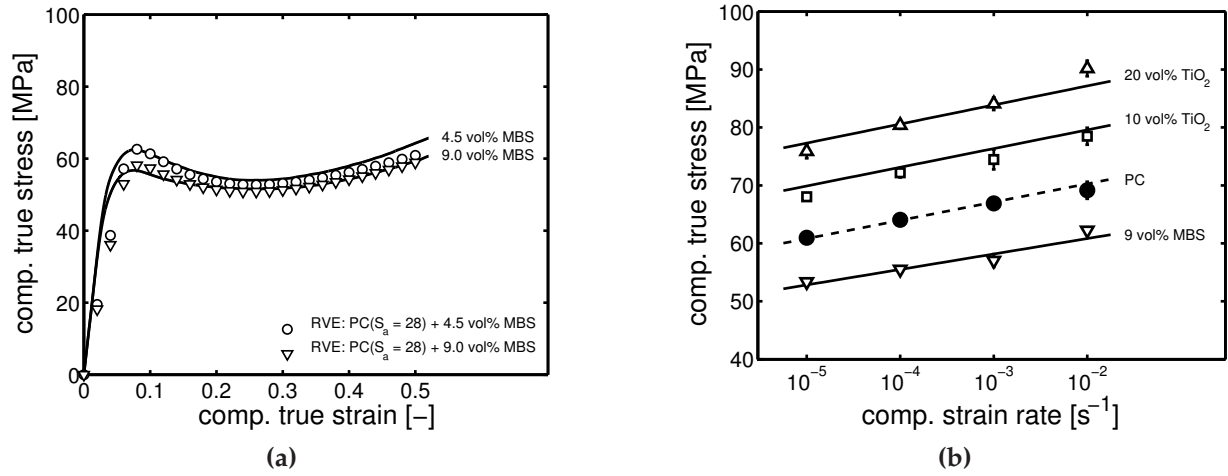 100
80
60
40
20
0
comp. true stress [MPa]
0 0.1 0.2 0.3 0.4 0.5
comp. true strain [−]
4.5 vol% MBS
9.0 vol% MBS
RVE: PC(Sa = 28) + 4.5 vol% MBS
RVE: PC(Sa = 28) + 9.0 vol% MBS
(a)
100
90
80
70
60
50
40
comp. true stress [MPa]
10−5 10−4 10−3 10−2
comp. strain rate [s−1]
20 vol% TiO2
10 vol% TiO2
PC
9 vol% MBS
(b)